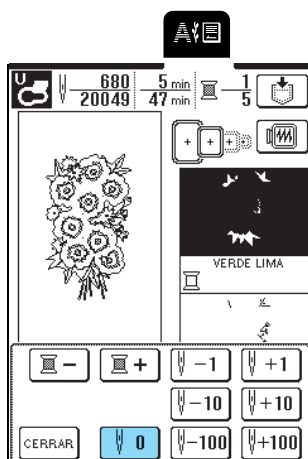 A
U 680 5 min 1
20049 47 min 5
VERDE LIMA
- + -1 +1
-10 +10
CERRAR 0 -100 +100